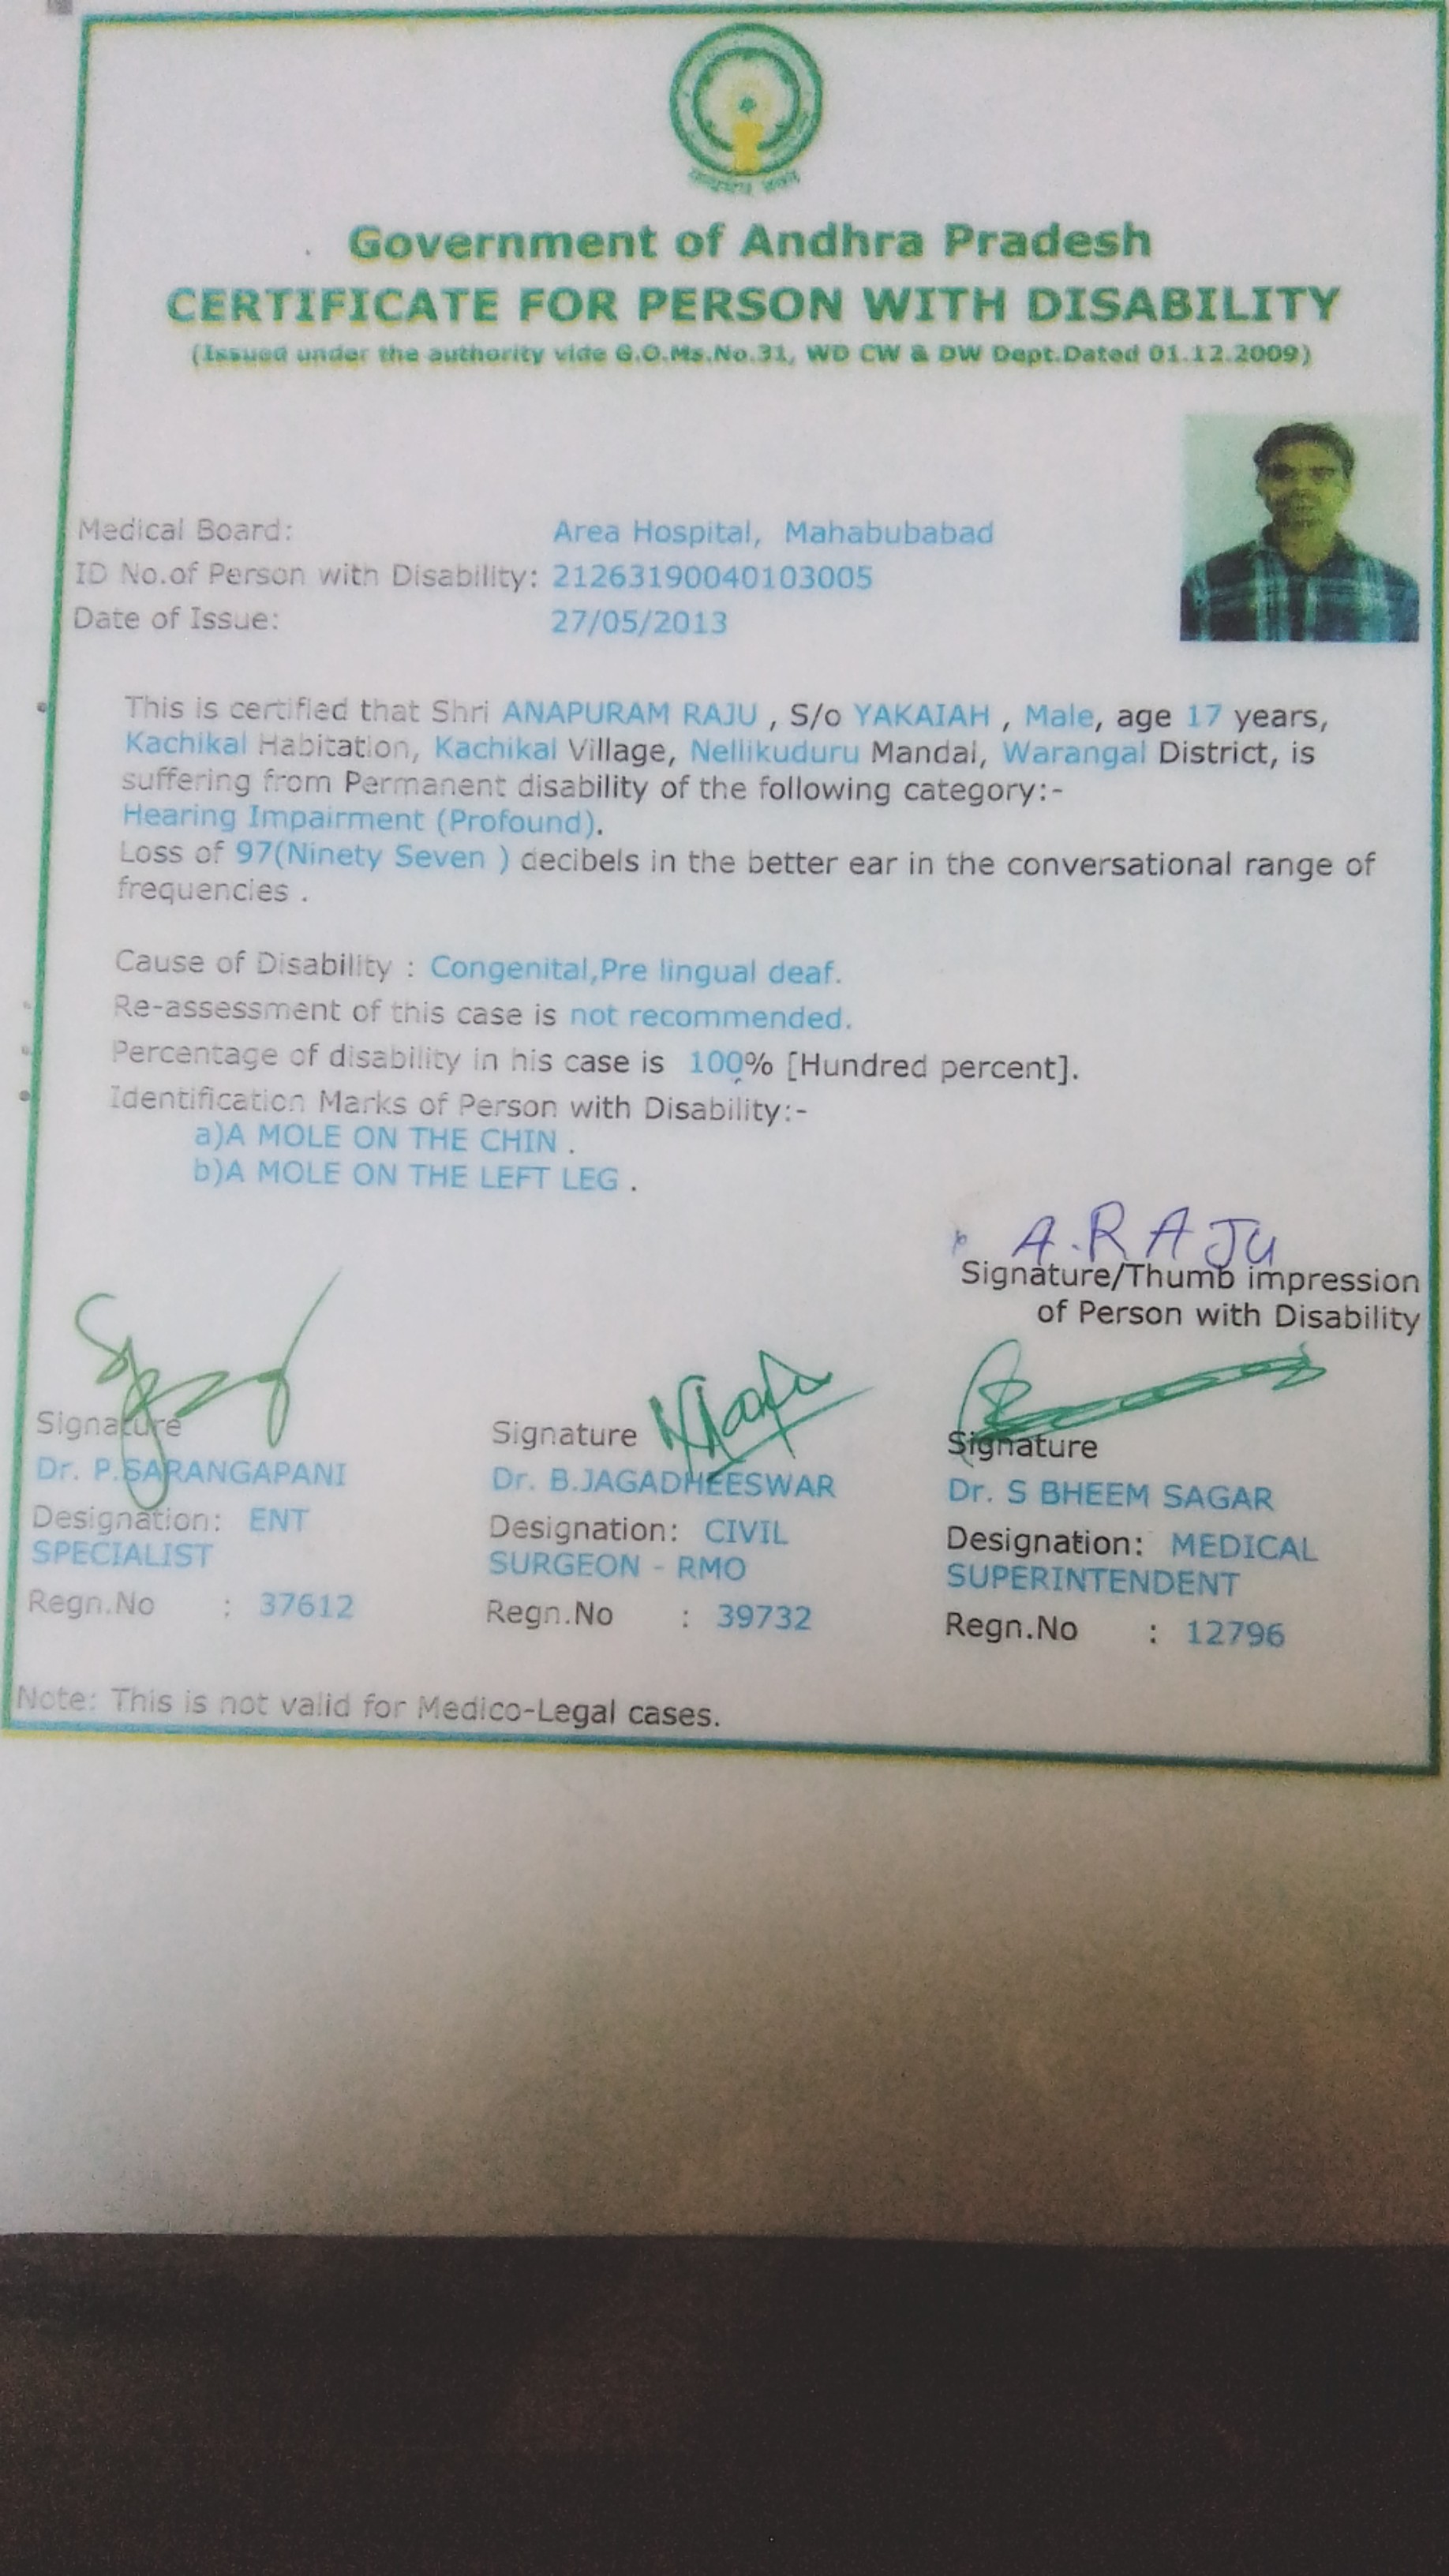 Government of Andhra Pradesh
CERTIFICATE FOR PERSON WITH DISABILITY
(Issued under the authority vide G.O.Ms.No.31, WD CW & DW Dept.Dated 01.12.2009)
Medical Board: Area Hospital, Mahabubabad
ID No.of Person with Disability: 21263190040103005
Date of Issue: 27/05/2013
This is certified that Shri ANAPURAM RAJU , S/o YAKAIAH , Male, age 17 years,
Kachikal Habitation, Kachikal Village, Nellikuduru Mandal, Warangal District, is
suffering from Permanent disability of the following category:-
Hearing Impairment (Profound).
Loss of 97(Ninety Seven ) decibels in the better ear in the conversational range of
frequencies .
Cause of Disability : Congenital,Pre lingual deaf.
Re-assessment of this case is not recommended.
Percentage of disability in his case is 100% [Hundred percent].
Identification Marks of Person with Disability:-
a)A MOLE ON THE CHIN .
b)A MOLE ON THE LEFT LEG .
A.RAJU
Signature/Thumb impression
of Person with Disability
Signature Signature Signature
Dr. P.SARANGAPANI Dr. B.JAGADHEESWAR Dr. S BHEEM SAGAR
Designation: ENT Designation: CIVIL Designation: MEDICAL
SPECIALIST SURGEON - RMO SUPERINTENDENT
Regn.No : 37612 Regn.No : 39732 Regn.No : 12796
Note: This is not valid for Medico-Legal cases.